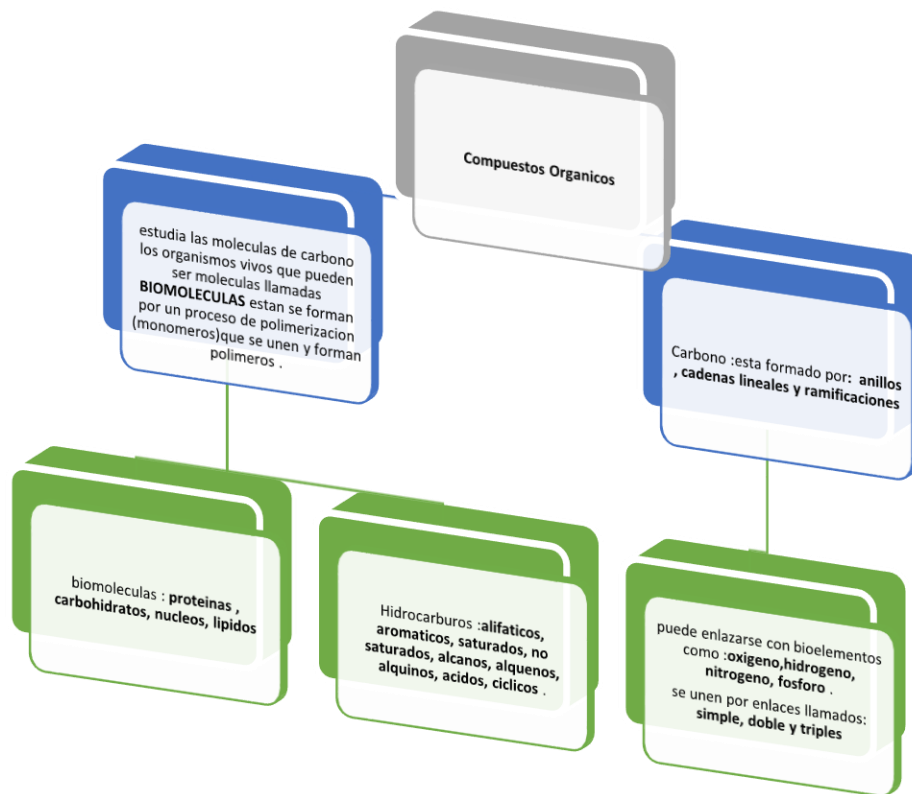 Compuestos Organicos
estudia las moleculas de carbono
los organismos vivos que pueden
ser moleculas llamadas
BIOMOLECULAS estan se forman
por un proceso de polimerizacion
(monomeros)que se unen y forman
polimeros .
Carbono :esta formado por: anillos
, cadenas lineales y ramificaciones
biomoleculas : proteinas ,
carbohidratos, nucleos, lipidos
Hidrocarburos :alifaticos,
aromaticos, saturados, no
saturados, alcanos, alquenos,
alquinos, acidos, ciclicos .
puede enlazarse con bioelementos
como :oxigeno,hidrogeno,
nitrogeno, fosforo .
se unen por enlaces llamados:
simple, doble y triples